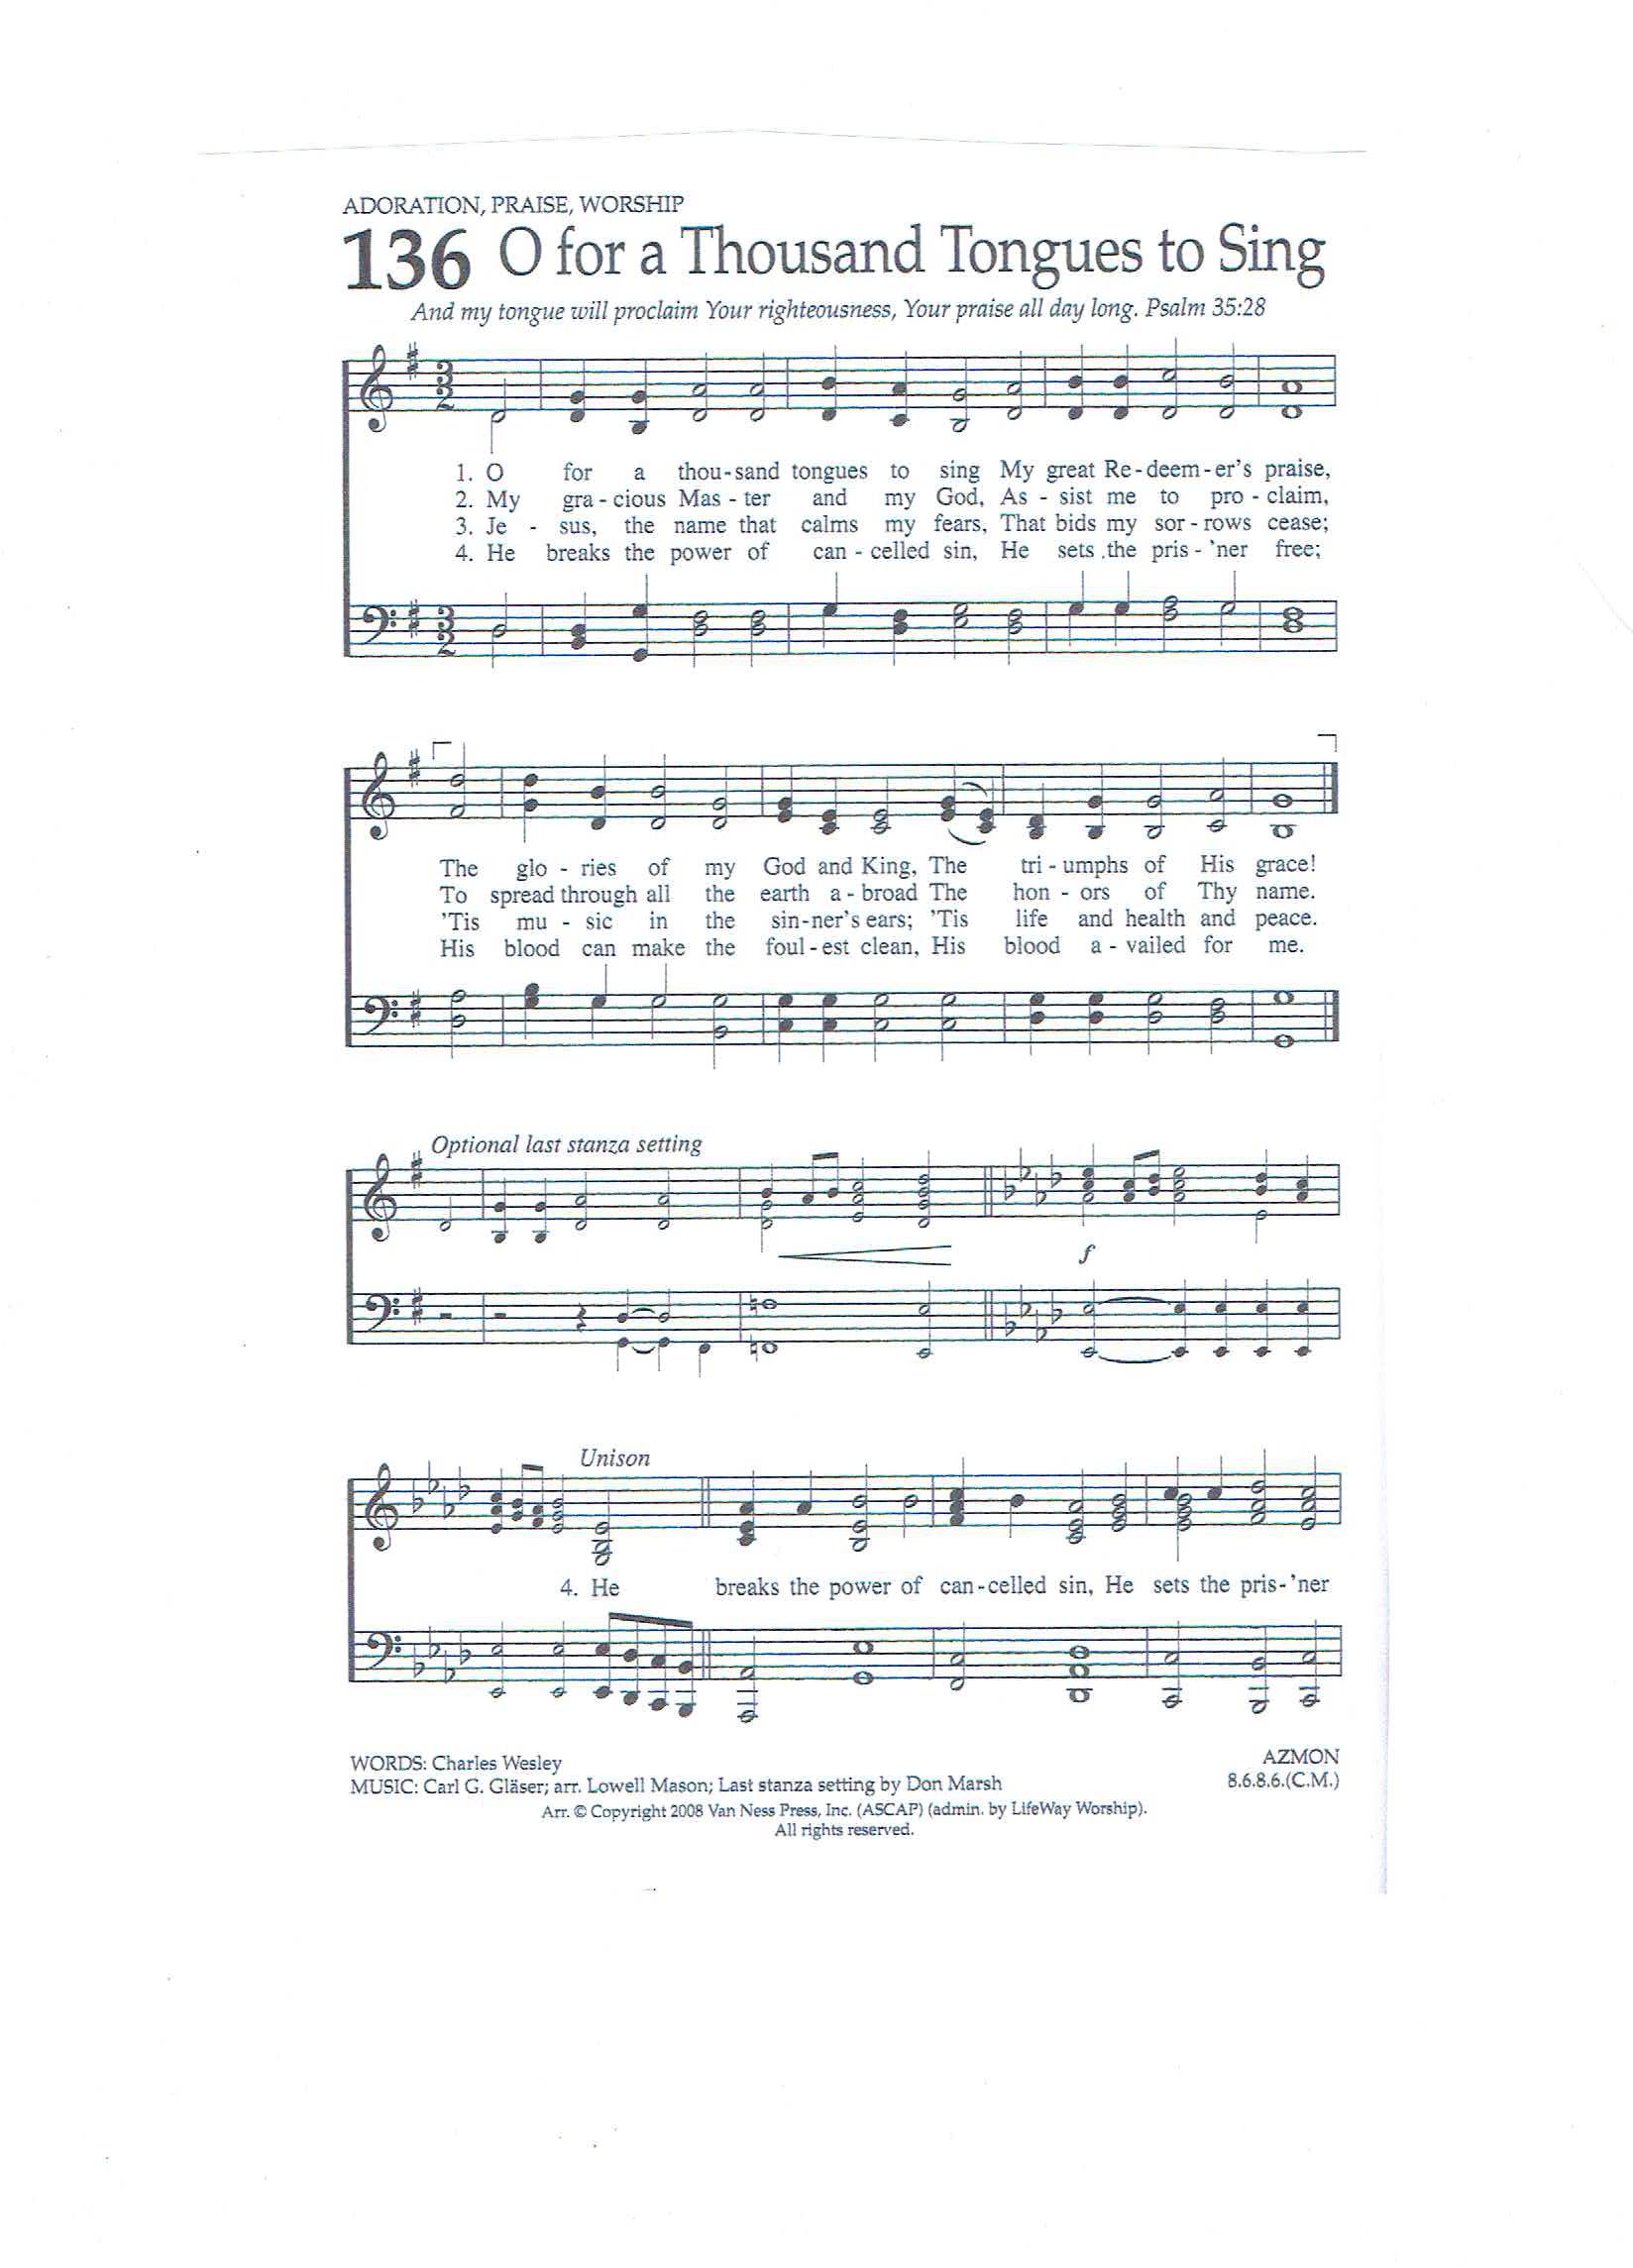 ADORATION, PRAISE, WORSHIP
136 O for a Thousand Tongues to Sing
And my tongue will proclaim Your righteousness, Your praise all day long. Psalm 35:28
1. O for a thou-sand tongues to sing My great Re-deem-er's praise,
2. My gra-cious Mas-ter and my God, As-sist me to pro-claim,
3. Je-sus, the name that calms my fears, That bids my sor-rows cease;
4. He breaks the power of can-celled sin, He sets the pris-'ner free;
The glo-ries of my God and King, The tri-umphs of His grace!
To spread through all the earth a-broad The hon-ors of Thy name.
'Tis mu-sic in the sin-ner's ears; 'Tis life and health and peace.
His blood can make the foul-est clean, His blood a-vailed for me.
Optional last stanza setting
f
Unison
4. He breaks the power of can-celled sin, He sets the pris-'ner
WORDS: Charles Wesley
MUSIC: Carl G. Gläser; arr. Lowell Mason; Last stanza setting by Don Marsh
AZMON
8.6.8.6.(C.M.)
Arr. © Copyright 2008 Van Ness Press, Inc. (ASCAP) (admin. by LifeWay Worship).
All rights reserved.